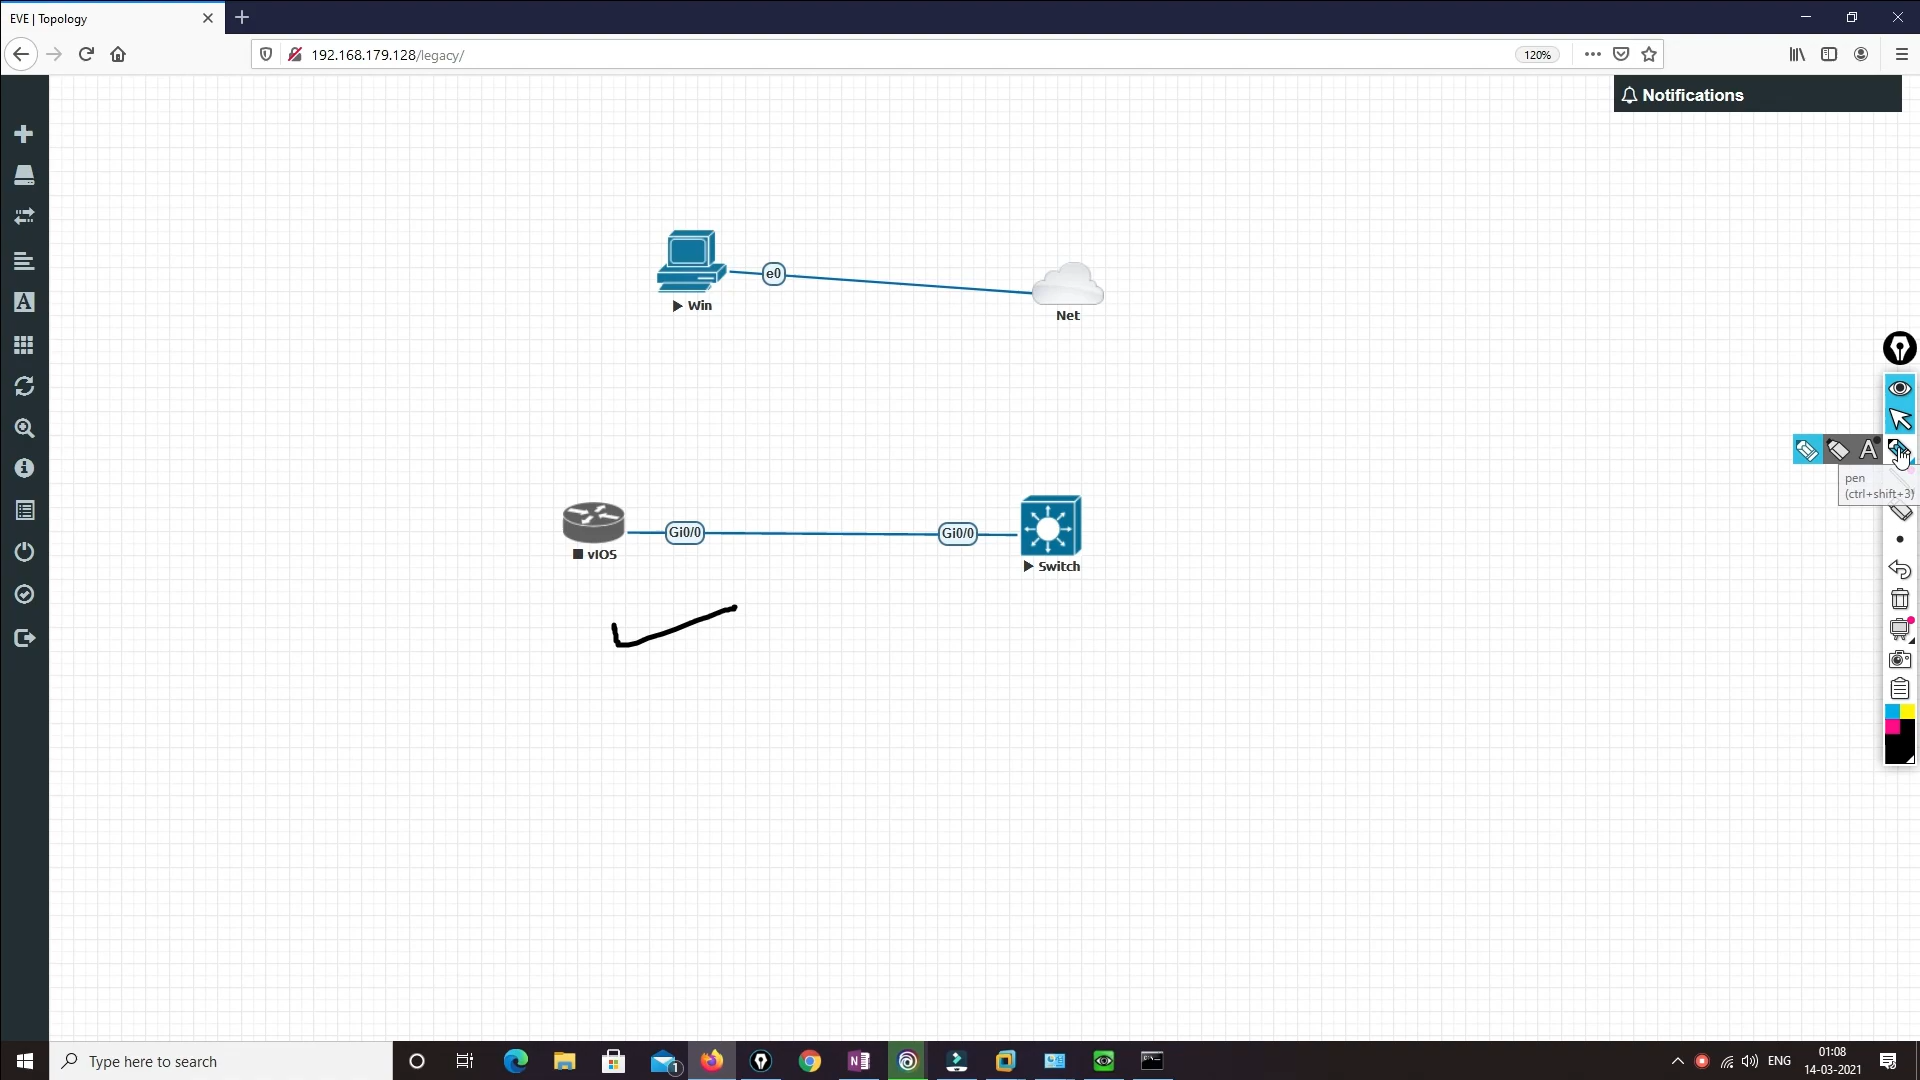 EVE | Topology
192.168.179.128/legacy/
120%
Notifications
e0
Win
Net
A
pen
(ctrl+shift+3)
Gi0/0
Gi0/0
vIOS
Switch
Type here to search
1
N
ENG
01:08
14-03-2021